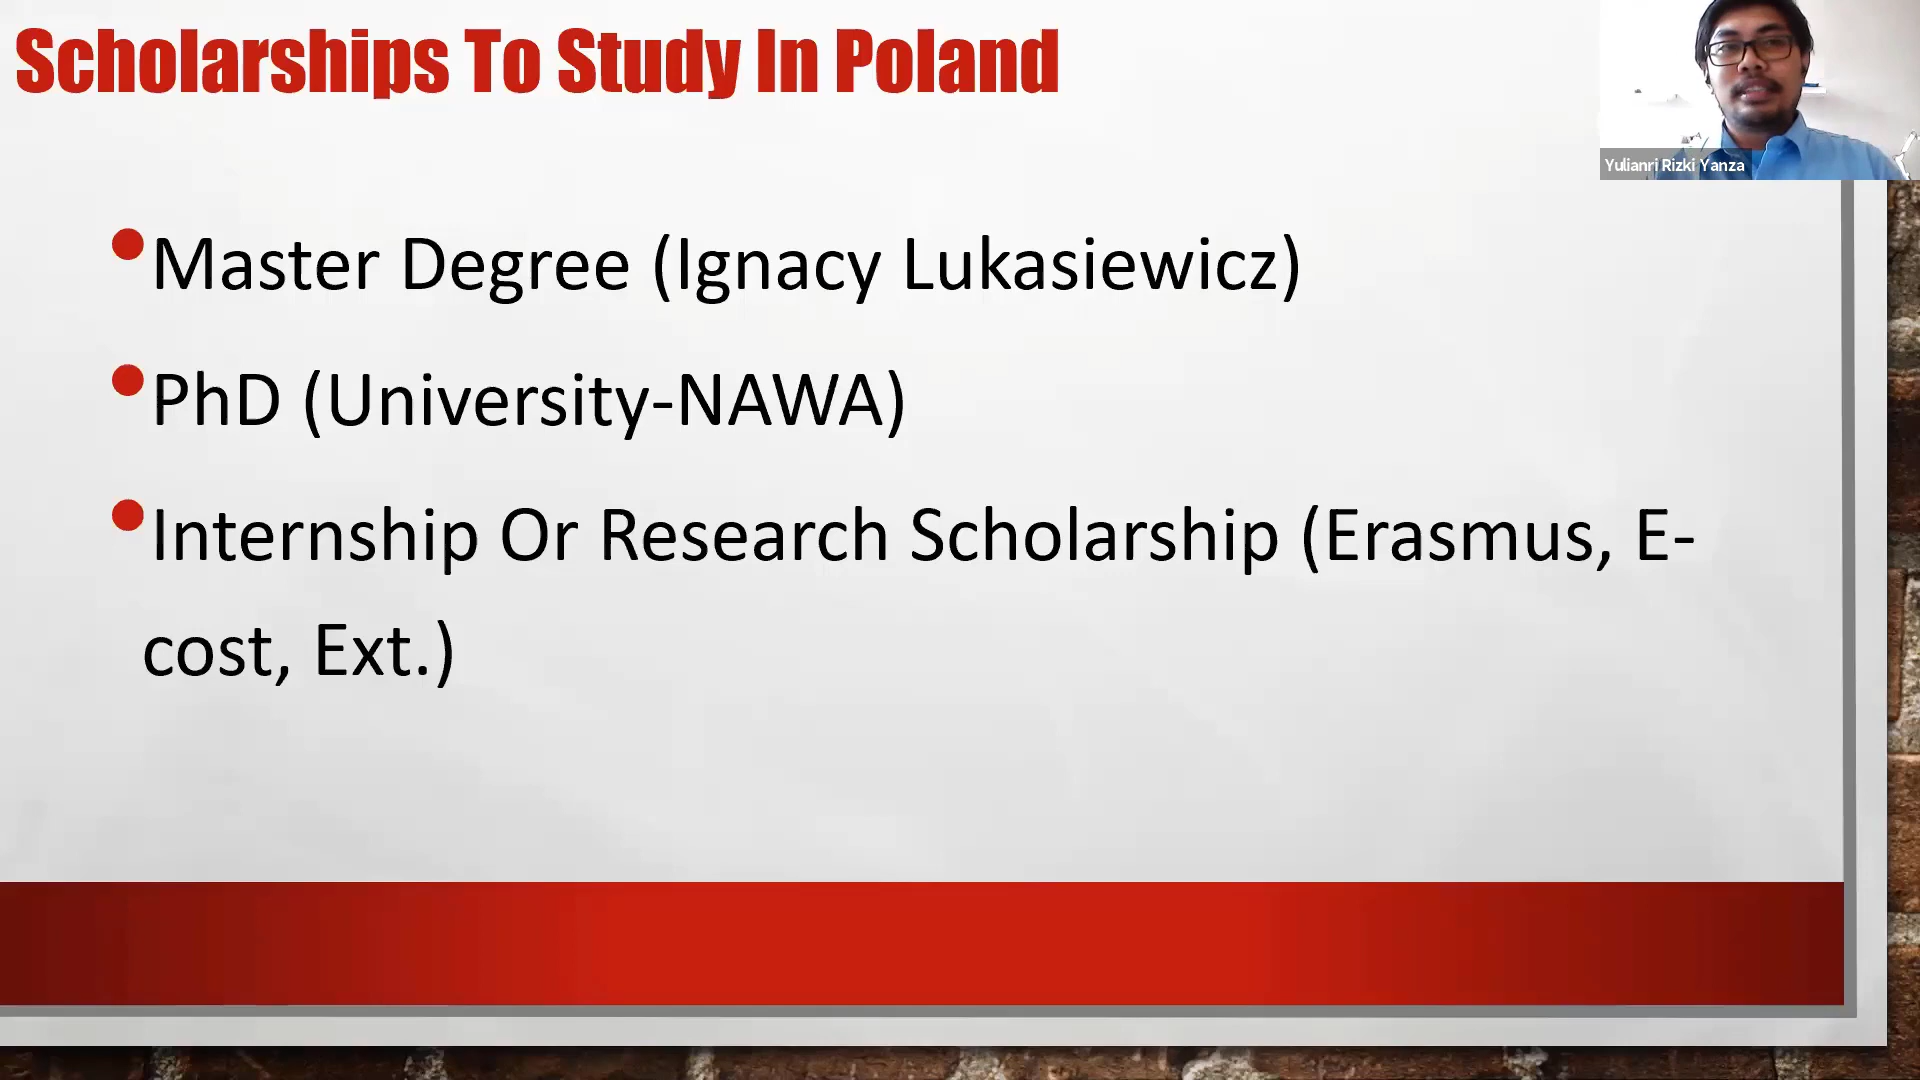 Scholarships To Study In Poland
Yulianri Rizki Yanza
•Master Degree (Ignacy Lukasiewicz)
•PhD (University-NAWA)
•Internship Or Research Scholarship (Erasmus, E-
cost, Ext.)